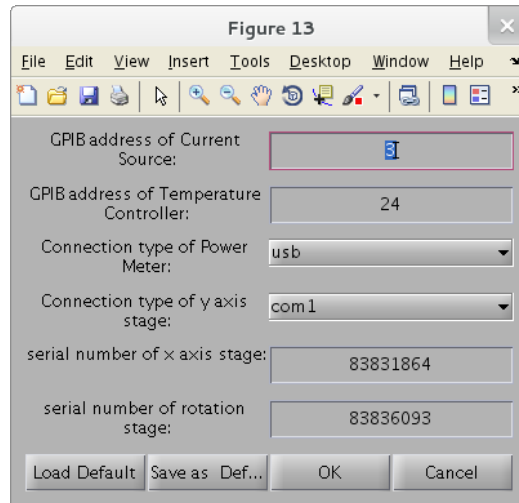 Figure 13
File Edit View Insert Tools Desktop Window Help
GPIB address of Current
Source:
3
GPIB address of Temperature
Controller:
24
Connection type of Power
Meter:
usb
Connection type of y axis
stage:
com1
serial number of x axis stage:
83831864
serial number of rotation
stage:
83836093
Load Default Save as Def... OK Cancel